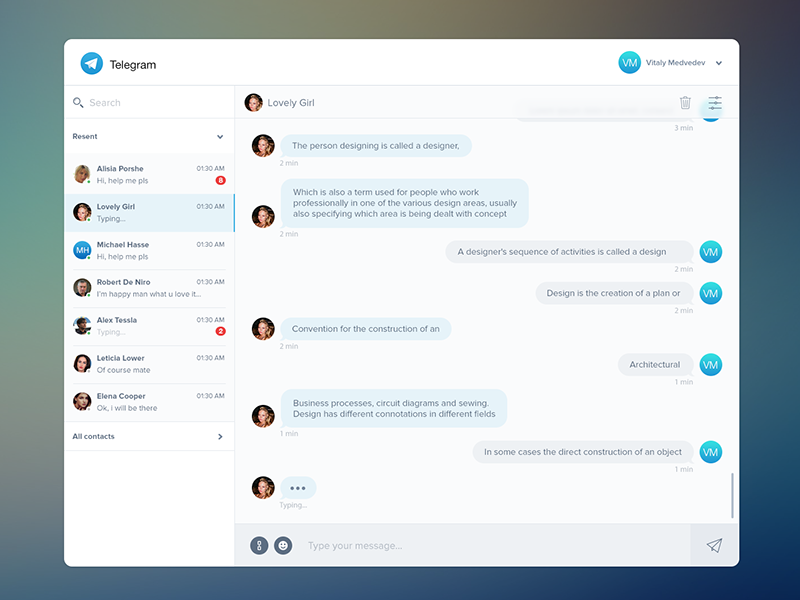 Telegram
VM Vitaly Medvedev
Search
Resent
Alisia Porshe 01:30 AM
Hi, help me pls 8
Lovely Girl 01:30 AM
Typing...
MH Michael Hasse 01:30 AM
Hi, help me pls
Robert De Niro 01:30 AM
I'm happy man what u love it...
Alex Tessla 01:30 AM
Typing... 2
Leticia Lower 01:30 AM
Of course mate
Elena Cooper 01:30 AM
Ok, i will be there
All contacts
Lovely Girl
3 min
The person designing is called a designer,
2 min
Which is also a term used for people who work
professionally in one of the various design areas, usually
also specifying which area is being dealt with concept
2 min
A designer's sequence of activities is called a design VM
2 min
Design is the creation of a plan or VM
2 min
Convention for the construction of an
2 min
Architectural VM
1 min
Business processes, circuit diagrams and sewing.
Design has different connotations in different fields
1 min
In some cases the direct construction of an object VM
1 min
Typing...
Type your message...